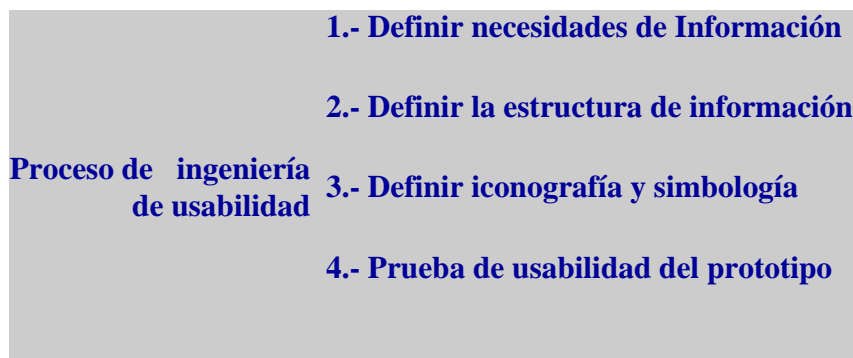 Proceso de ingeniería
de usabilidad
1.- Definir necesidades de Información
2.- Definir la estructura de información
3.- Definir iconografía y simbología
4.- Prueba de usabilidad del prototipo